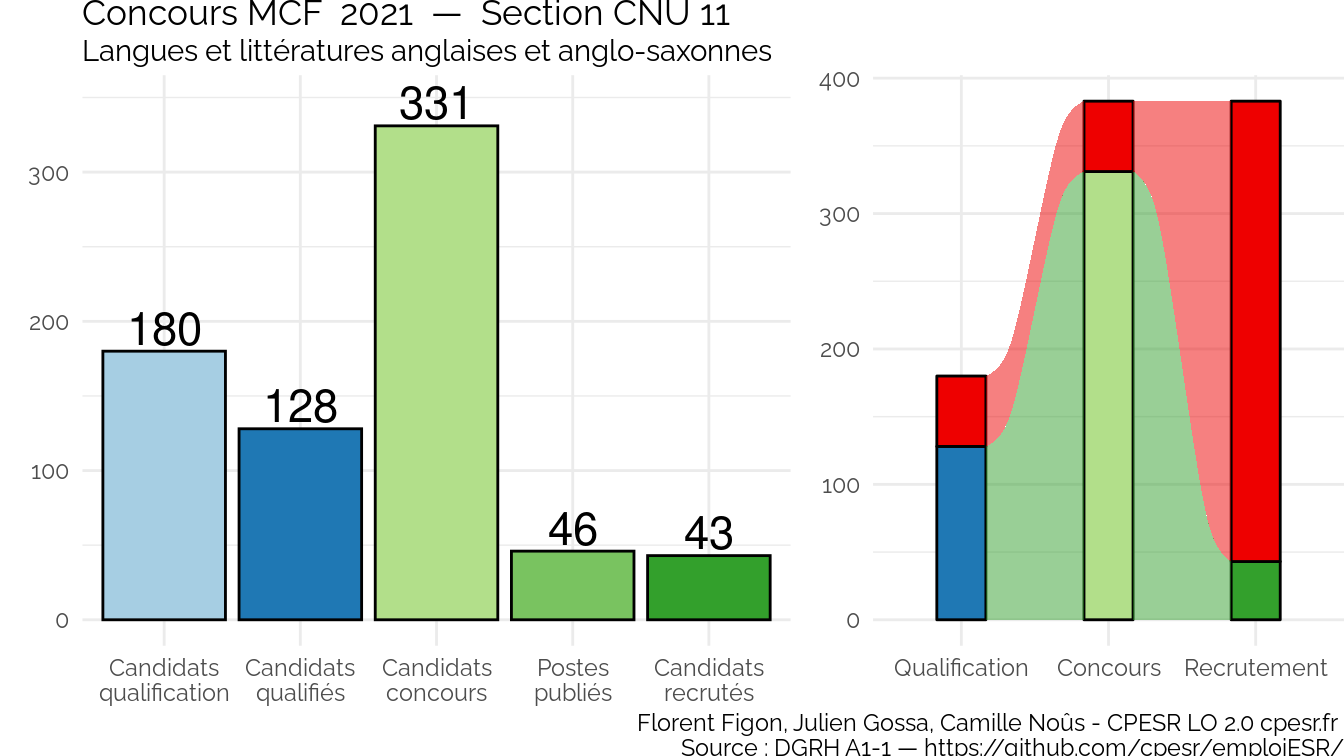 Concours MCF 2021 — Section CNU 11
Langues et littératures anglaises et anglo-saxonnes
331
180
128
46
43
300
200
100
0
Candidats qualification
Candidats qualifiés
Candidats concours
Postes publiés
Candidats recrutés
400
300
200
100
0
Qualification
Concours
Recrutement
Florent Figon, Julien Gossa, Camille Noûs - CPESR LO 2.0 cpesr.fr
Source : DGRH A1-1 — https://github.com/cpesr/emploiESR/